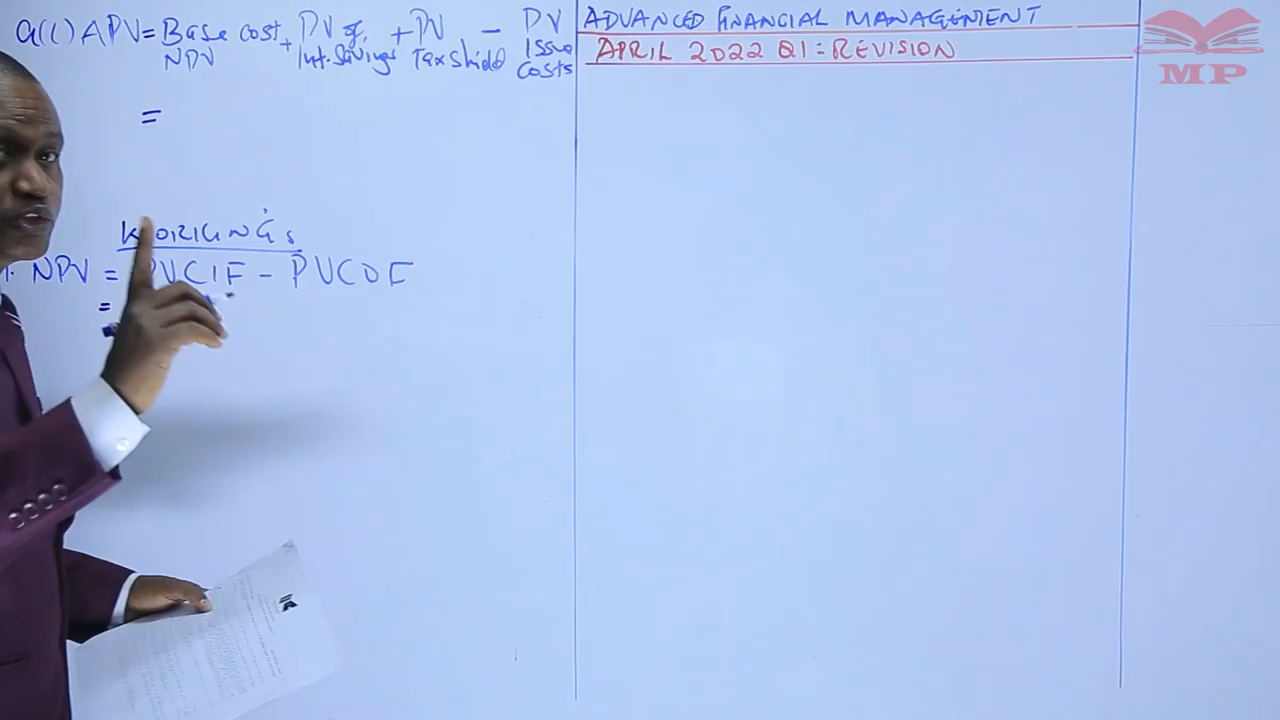 a(i) APV = Base cost + PV of + PV - PV
NPV Int. Savings Tax shield Issue
costs
=
WORKINGS
NPV = PVCIF - PVCOF
=
ADVANCED FINANCIAL MANAGEMENT
APRIL 2022 Q1 = REVISION
MP